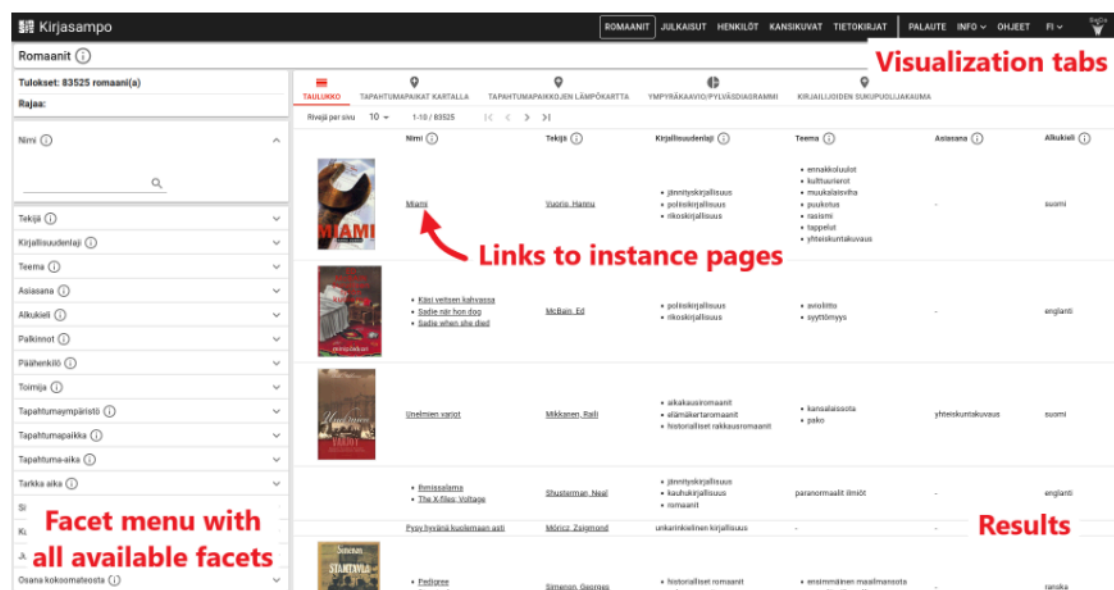 Kirjasampo
ROMAANIT JULKAISUT HENKILÖT KANSIKUVAT TIETOKIRJAT PALAUTE INFO OHJEET FI
Romaanit
Visualization tabs
Tulokset: 83525 romaani(a)
Rajaa:
TAULUKKO TAPAHTUMAPAIKAT KARTALLA TAPAHTUMAPAIKKOJEN LÄMPÖKARTTA YMPYRÄKAAVIO/PYLVÄSDIAGRAMMI KIRJAILIJOIDEN SUKUPUOLIJAKAUMA
Rivejä per sivu 10 1-10 / 83525
Nimi Tekijä Kirjallisuudenlaji Teema Asiasana Alkukieli
Nimi
Tekijä
Kirjallisuudenlaji
Teema
Asiasana
Alkukieli
Palkinnot
Päähenkilö
Toimija
Tapahtumaympäristö
Tapahtumapaikka
Tapahtuma-aika
Tarkka aika
Facet menu with
all available facets
Osana kokoomateosta
MIAMI
Miami
Vuorio, Hannu
• jännityskirjallisuus
• poliisikirjallisuus
• rikoskirjallisuus
• ennakkoluulot
• kulttuurierot
• muukalaisviha
• puukotus
• rasismi
• tappelut
• yhteiskuntakuvaus
-
suomi
Links to instance pages
• Käsi veitsen kahvassa
• Sadie när hon dog
• Sadie when she died
McBain, Ed
• poliisikirjallisuus
• rikoskirjallisuus
• avioliitto
• syyttömyys
-
englanti
Unelmien
VARJOT
Unelmien varjot
Mikkanen, Raili
• aikakausiromaanit
• elämäkertaromaanit
• historialliset rakkausromaanit
• kansalaissota
• pako
yhteiskuntakuvaus
suomi
• Ihmissalama
• The X-files: Voltage
Shusterman, Neal
• jännityskirjallisuus
• kauhukirjallisuus
• romaanit
paranormaalit ilmiöt
-
englanti
Pysy hyvänä kuolemaan asti
Móricz, Zsigmond
unkarinkielinen kirjallisuus
-
Results
Simenon
• Pedigree
Simenon, Georges
• historialliset romaanit
• ensimmäinen maailmansota
-
ranska